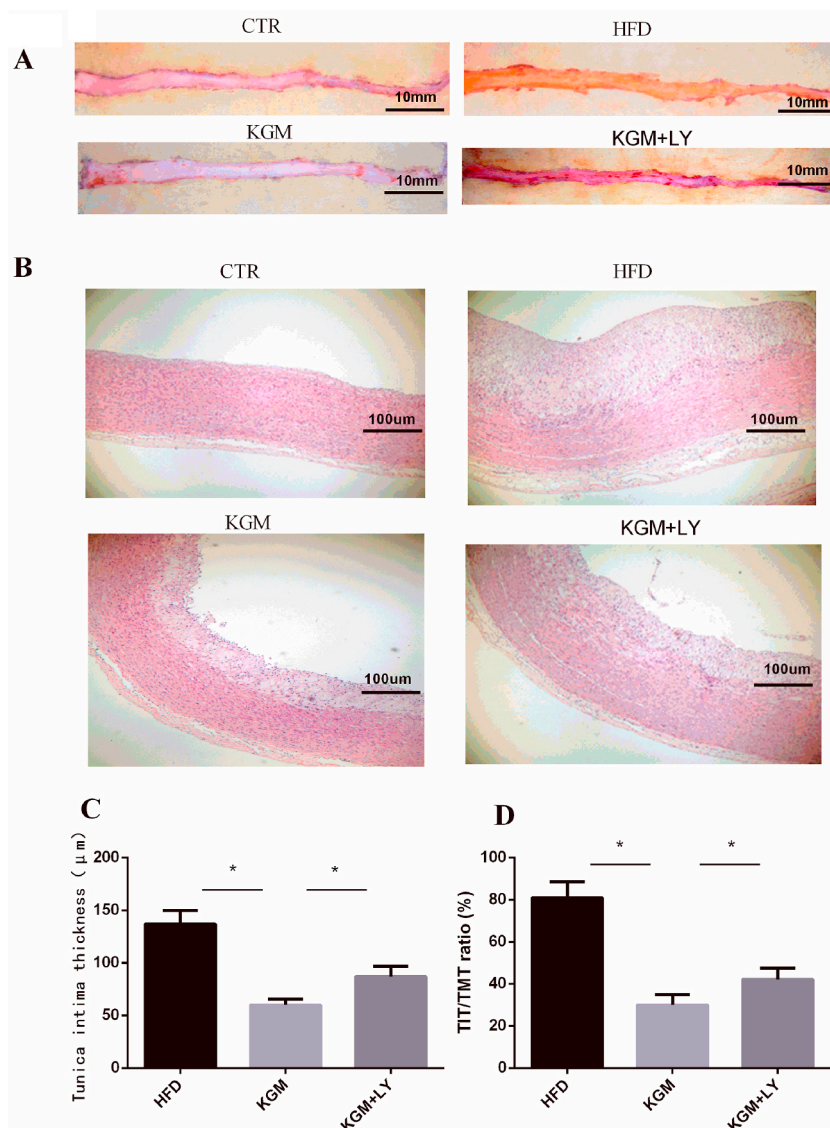 CTR
HFD
A
10mm
10mm
KGM
KGM+LY
10mm
10mm
B
CTR
HFD
100um
100um
KGM
KGM+LY
100um
100um
C
D
Tunica intima thickness (μm)
200
150
100
50
0
*
*
HFD
KGM
KGM+LY
TIT/TMT ratio (%)
100
80
60
40
20
0
*
*
HFD
KGM
KGM+LY